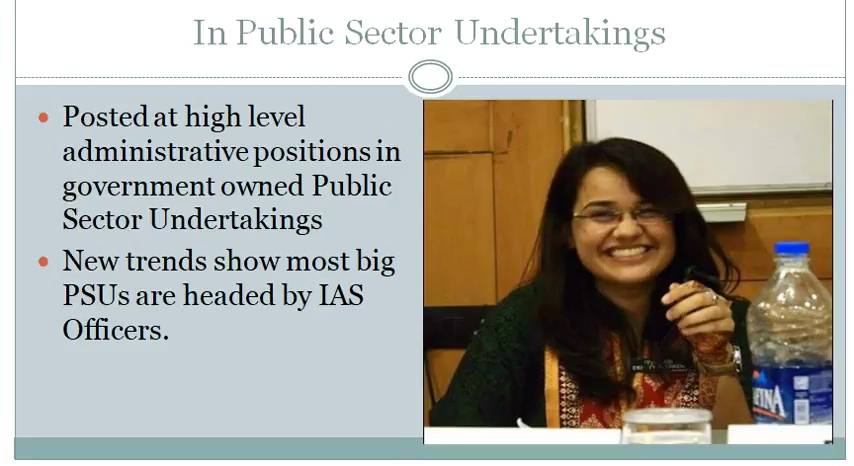 In Public Sector Undertakings
Posted at high level
administrative positions in
government owned Public
Sector Undertakings
New trends show most big
PSUs are headed by IAS
Officers.
FINA